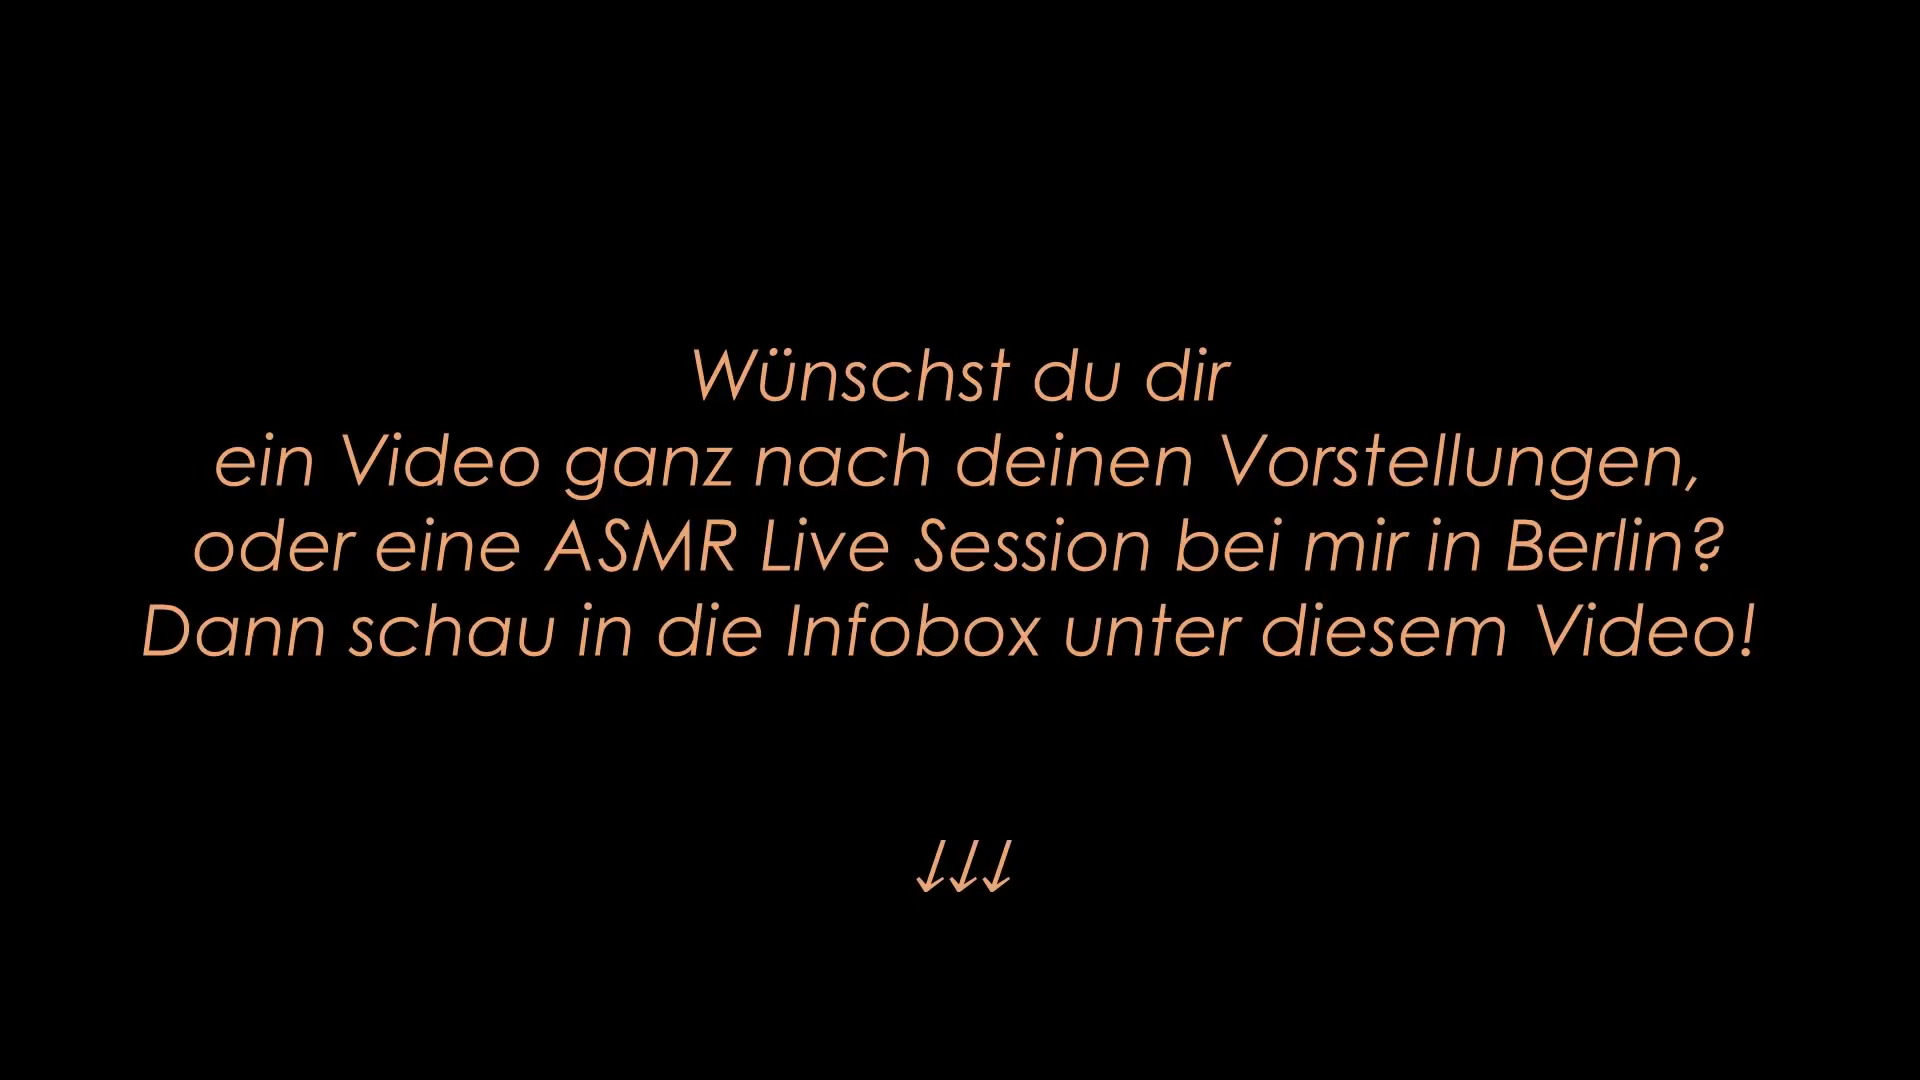 Wünschst du dir
ein Video ganz nach deinen Vorstellungen,
oder eine ASMR Live Session bei mir in Berlin?
Dann schau in die Infobox unter diesem Video!
↓↓↓